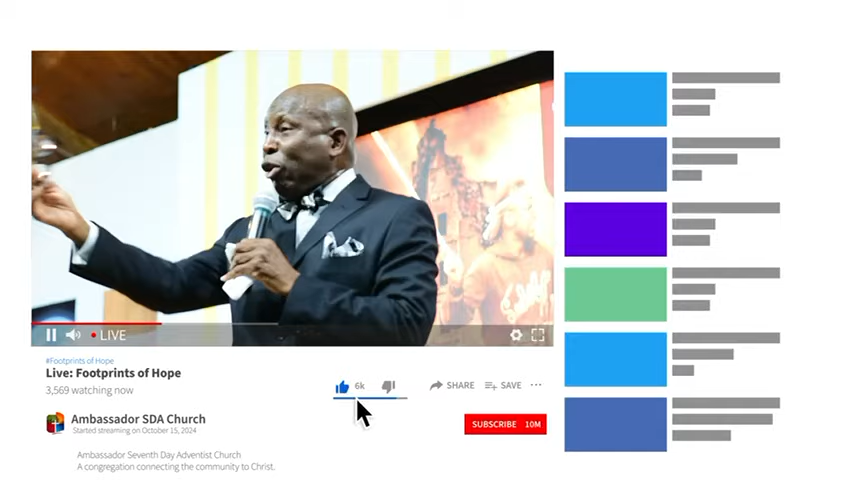 LIVE
#Footprints of Hope
Live: Footprints of Hope
3,569 watching now
6k
SHARE
SAVE
Ambassador SDA Church
Started streaming on October 15, 2024
SUBSCRIBE 10M
Ambassador Seventh Day Adventist Church
A congregation connecting the community to Christ.